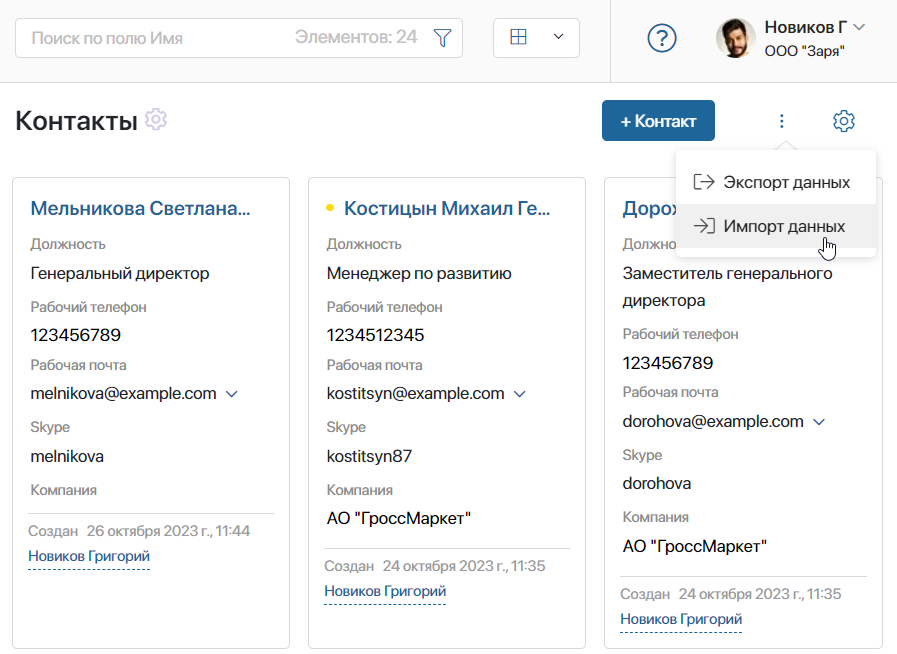 Поиск по полю Имя
Элементов: 24
?
Новиков Г
ООО "Заря"
Контакты
+ Контакт
Экспорт данных
Импорт данных
Мельникова Светлана...
Должность
Генеральный директор
Рабочий телефон
123456789
Рабочая почта
melnikova@example.com
Skype
melnikova
Компания
Создан 26 октября 2023 г., 11:44
Новиков Григорий
Костицын Михаил Ге...
Должность
Менеджер по развитию
Рабочий телефон
1234512345
Рабочая почта
kostitsyn@example.com
Skype
kostitsyn87
Компания
АО "ГроссМаркет"
Создан 24 октября 2023 г., 11:35
Новиков Григорий
Дорох
Должно
Заместитель генерального
директора
Рабочий телефон
123456789
Рабочая почта
dorohova@example.com
Skype
dorohova
Компания
АО "ГроссМаркет"
Создан 24 октября 2023 г., 11:35
Новиков Григорий